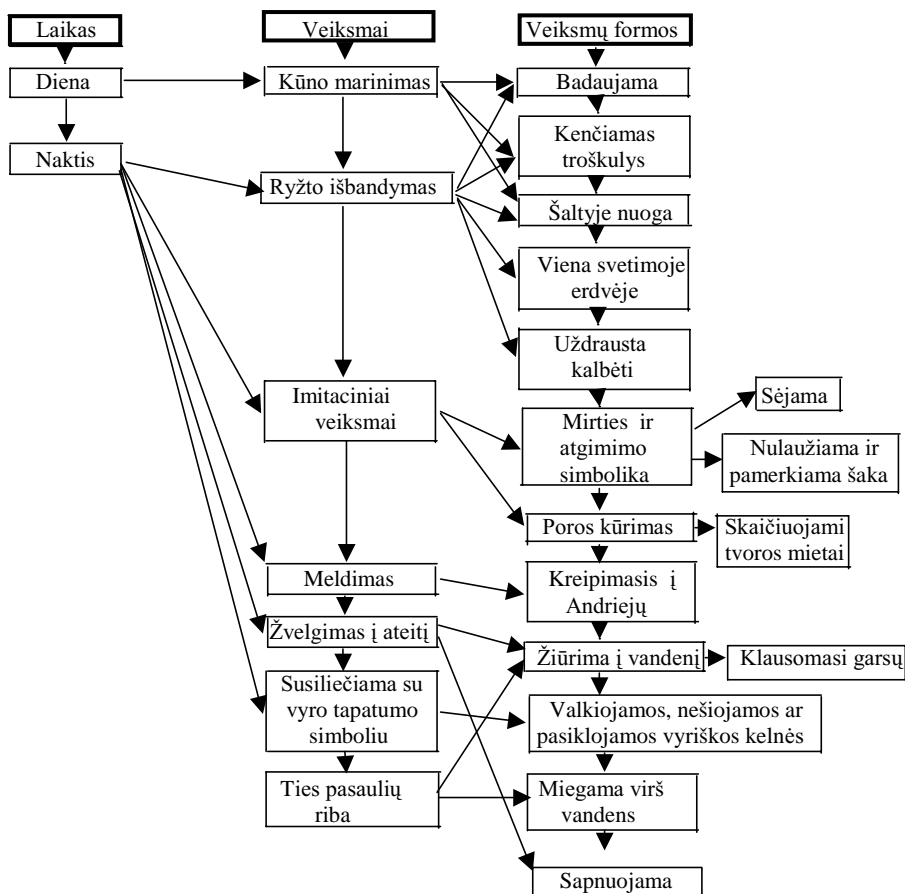 Laikas
Veiksmai
Veiksmų formos
Diena
Kūno marinimas
Badaujama
Naktis
Kenčiamas
troškulys
Ryžto išbandymas
Šaltyje nuoga
Viena svetimoje
erdvėje
Uždrausta
kalbėti
Imitaciniai
veiksmai
Sėjama
Mirties ir
atgimimo
simbolika
Nulaužiama ir
pamerkiama šaka
Poros kūrimas
Skaičiuojami
tvoros mietai
Meldimas
Kreipimasis į
Andriejų
Žvelgimas į ateitį
Žiūrima į vandenį
Klausomasi garsų
Susiliečiama su
vyro tapatumo
simboliu
Valkiojamos, nešiojamos ar
pasiklojamos vyriškos kelnės
Ties pasaulių
riba
Miegama virš
vandens
Sapnuojama